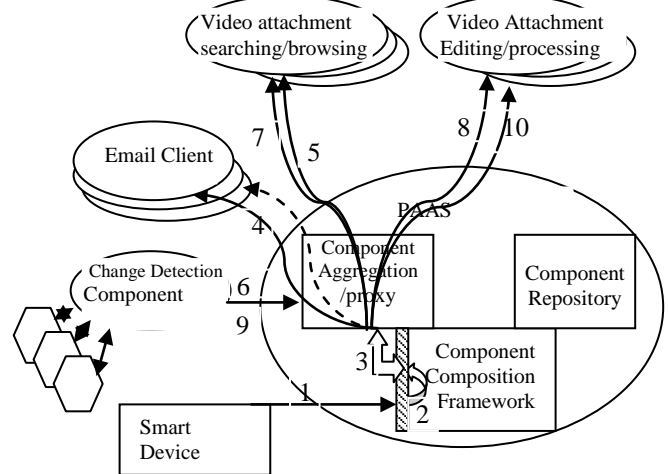 Video attachment
searching/browsing
Video Attachment
Editing/processing
7
5
8
10
Email Client
4
PAAS
Component
Aggregation
/proxy
Component
Repository
Change Detection
Component
6
9
3
Component
Composition
Framework
1
2
Smart
Device